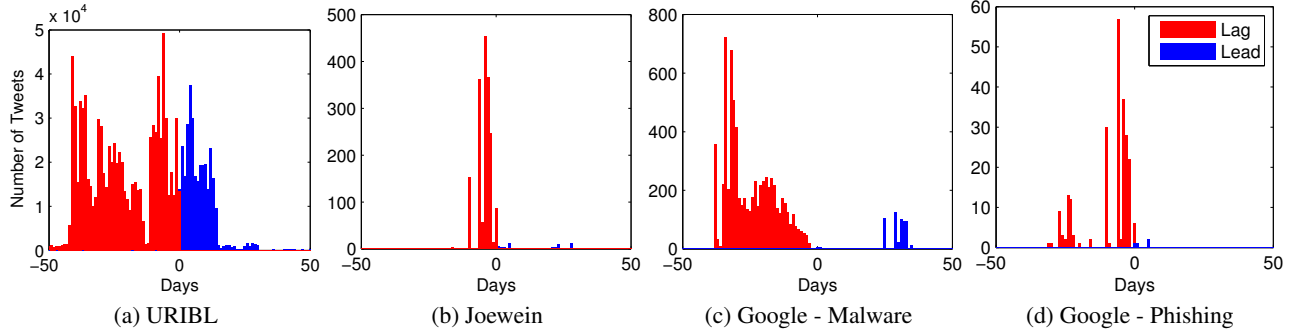 x 10⁴
5
4
3
2
1
0
Number of Tweets
−50 0 50
Days
(a) URIBL
500
400
300
200
100
0
−50 0 50
Days
(b) Joewein
800
600
400
200
0
−50 0 50
Days
(c) Google - Malware
60
50
40
30
20
10
0
−50 0 50
Days
(d) Google - Phishing
Lag
Lead